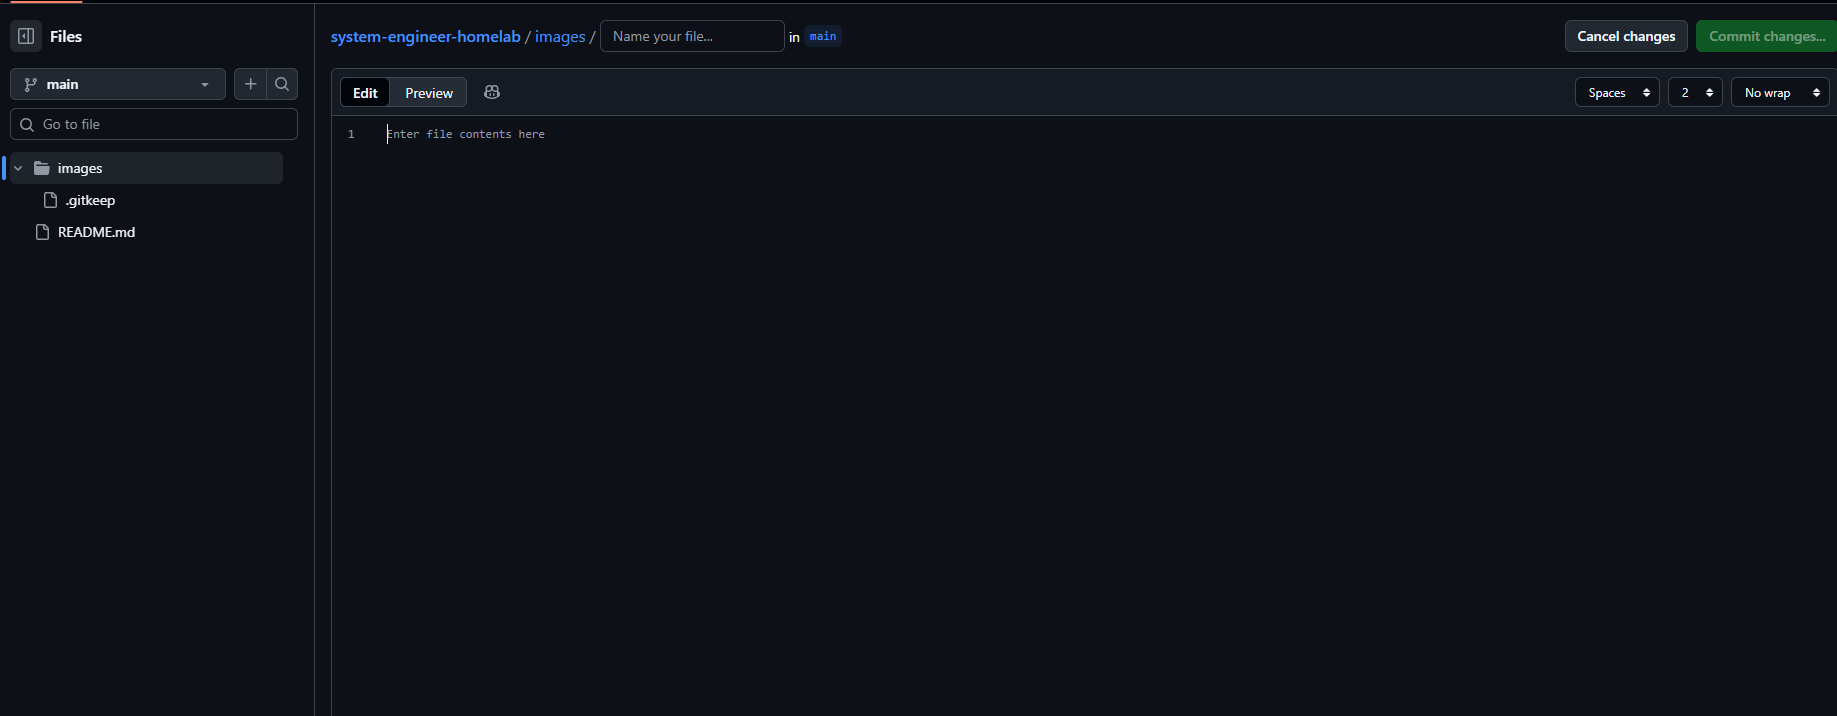 Files
main
Go to file
images
.gitkeep
README.md
system-engineer-homelab / images / Name your file... in main
Cancel changes
Commit changes...
Edit
Preview
Spaces
2
No wrap
1
Enter file contents here